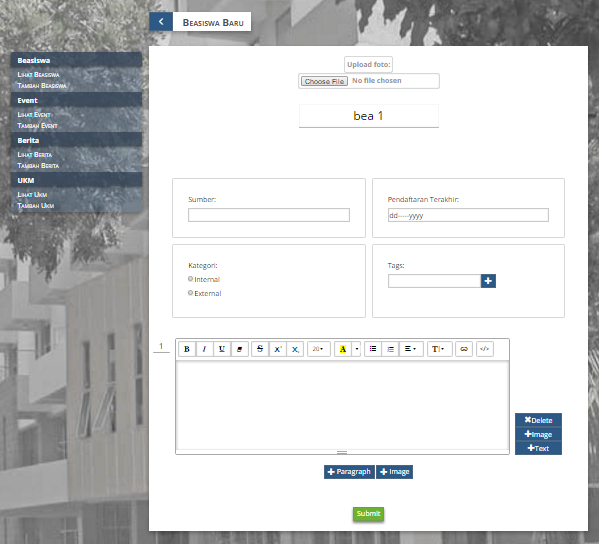 Beasiswa Baru
Beasiswa
Lihat Beasiswa
Tambah Beasiswa
Event
Lihat Event
Tambah Event
Berita
Lihat Berita
Tambah Berita
UKM
Lihat Ukm
Tambah Ukm
Upload foto:
Choose File No file chosen
bea 1
Sumber:
Pendaftaran Terakhir:
dd----yyyy
Kategori:
Internal
External
Tags:
+
1
B I U S X² X₂ 20 A T </>
Delete
+Image
+Text
+ Paragraph + Image
Submit